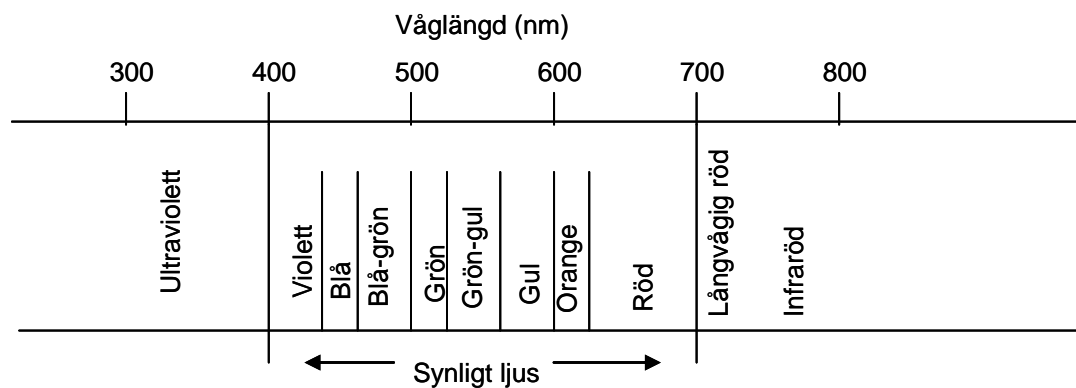 Våglängd (nm)
300 400 500 600 700 800
Ultraviolett
Violett
Blå
Blå-grön
Grön
Grön-gul
Gul
Orange
Röd
Långvågig röd
Infraröd
Synligt ljus